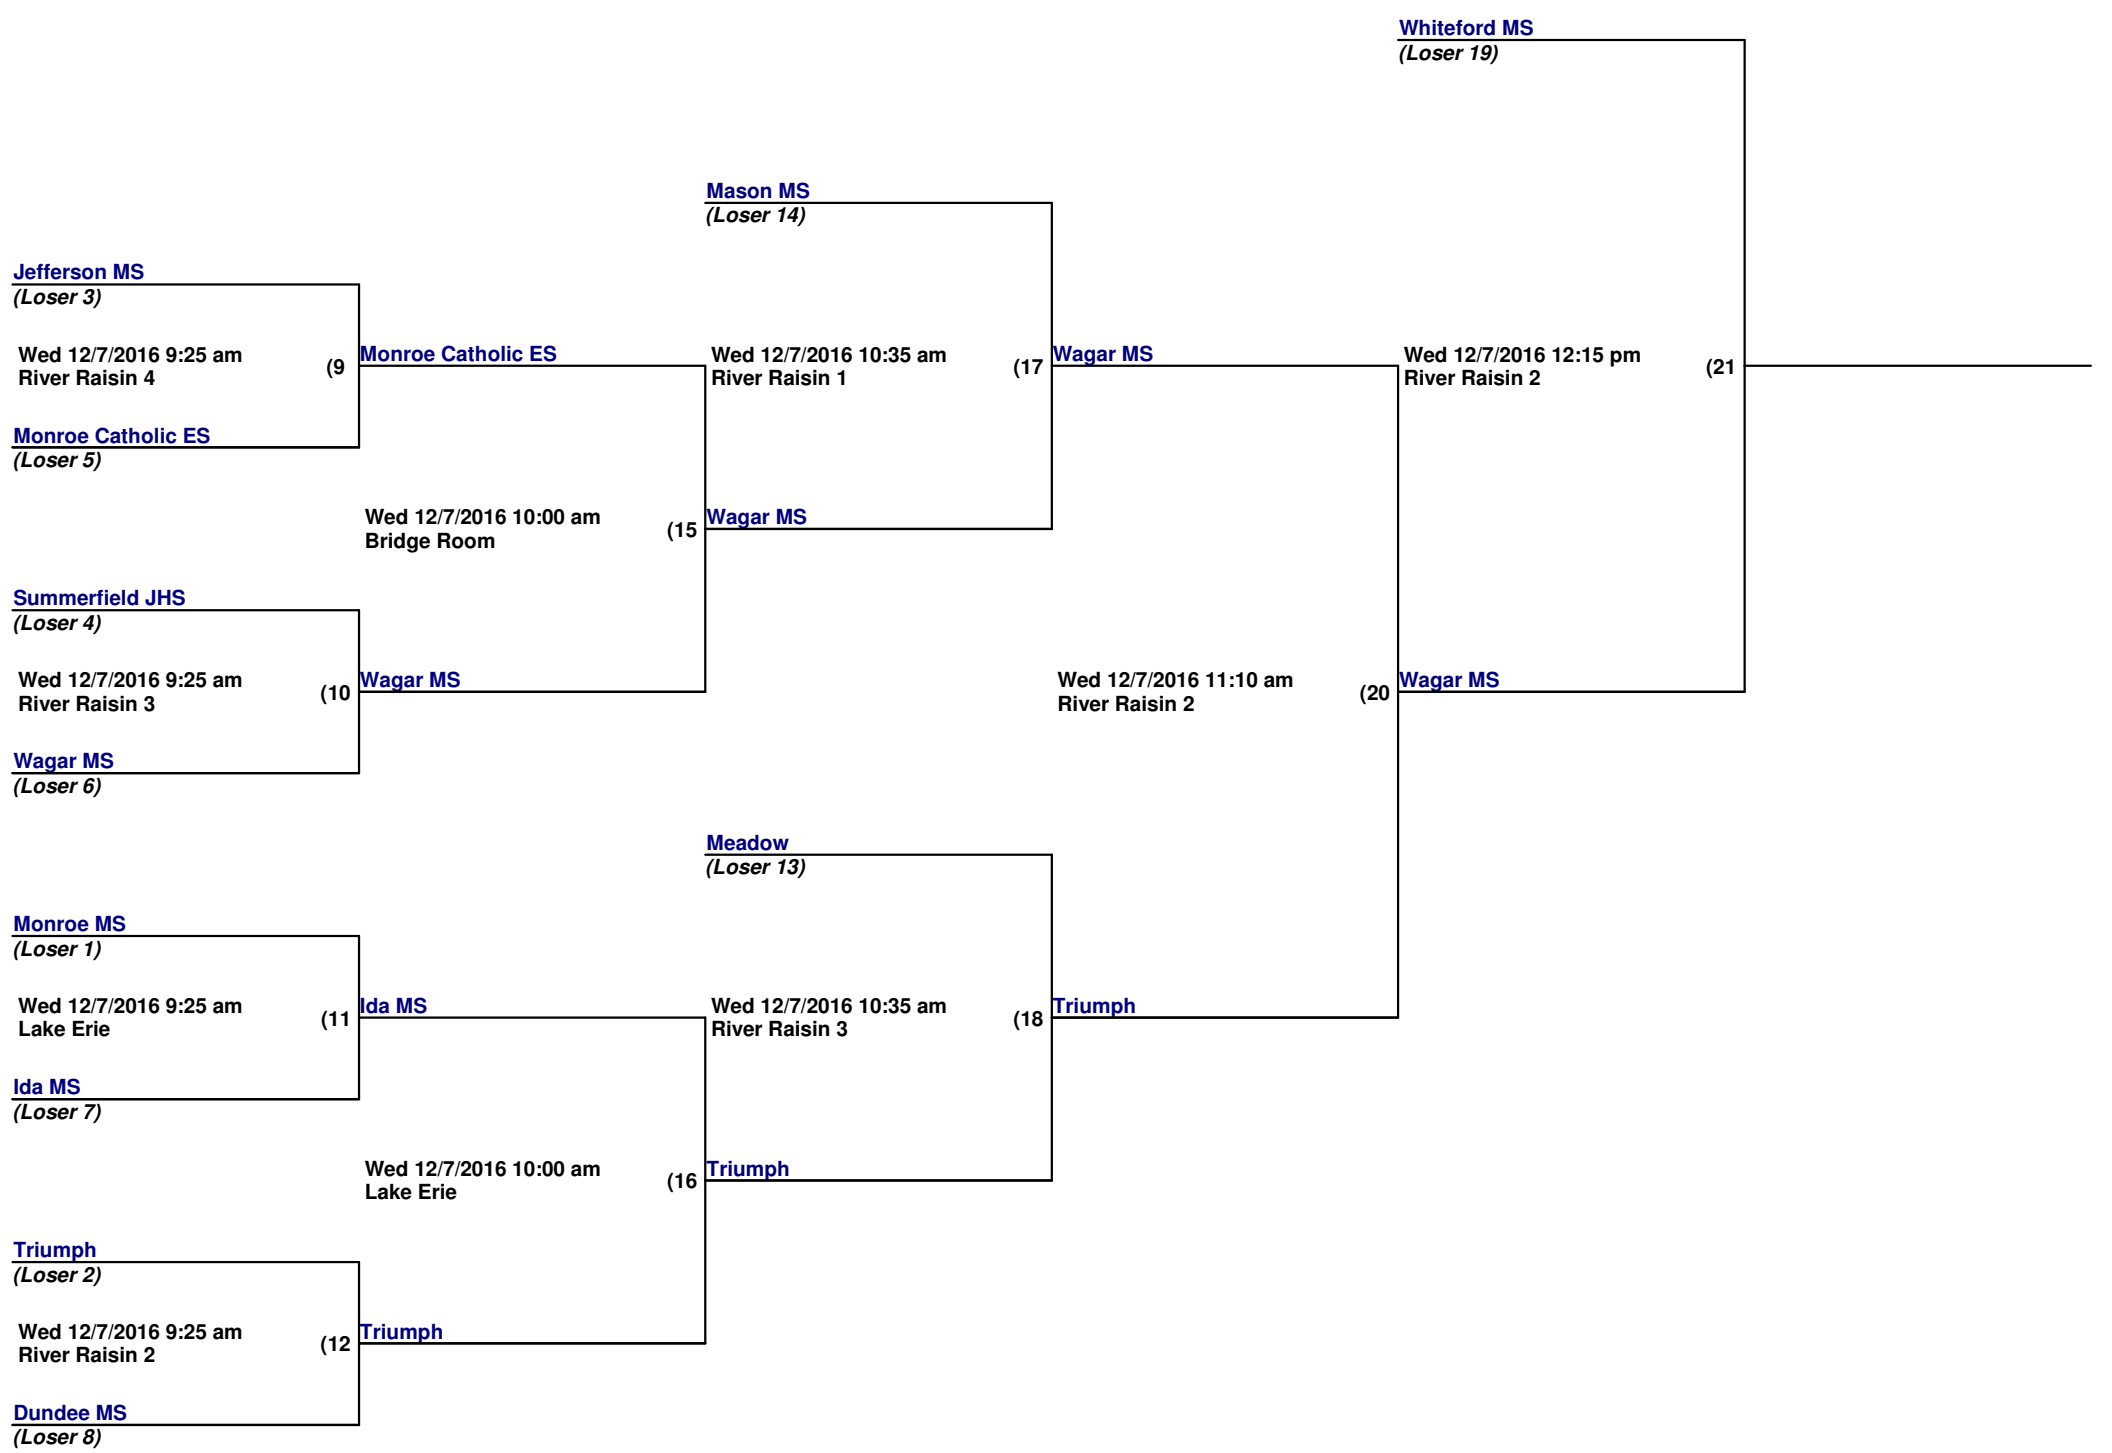 Whiteford MS
(Loser 19)
Mason MS
(Loser 14)
Jefferson MS
(Loser 3)
Wed 12/7/2016 9:25 am
River Raisin 4
(9
Monroe Catholic ES
Wed 12/7/2016 10:35 am
River Raisin 1
(17
Wagar MS
Wed 12/7/2016 12:15 pm
River Raisin 2
(21
Monroe Catholic ES
(Loser 5)
Wed 12/7/2016 10:00 am
Bridge Room
(15
Wagar MS
Summerfield JHS
(Loser 4)
Wed 12/7/2016 9:25 am
River Raisin 3
(10
Wagar MS
Wed 12/7/2016 11:10 am
River Raisin 2
(20
Wagar MS
Wagar MS
(Loser 6)
Meadow
(Loser 13)
Monroe MS
(Loser 1)
Wed 12/7/2016 9:25 am
Lake Erie
(11
Ida MS
Wed 12/7/2016 10:35 am
River Raisin 3
(18
Triumph
Ida MS
(Loser 7)
Wed 12/7/2016 10:00 am
Lake Erie
(16
Triumph
Triumph
(Loser 2)
Wed 12/7/2016 9:25 am
River Raisin 2
(12
Triumph
Dundee MS
(Loser 8)